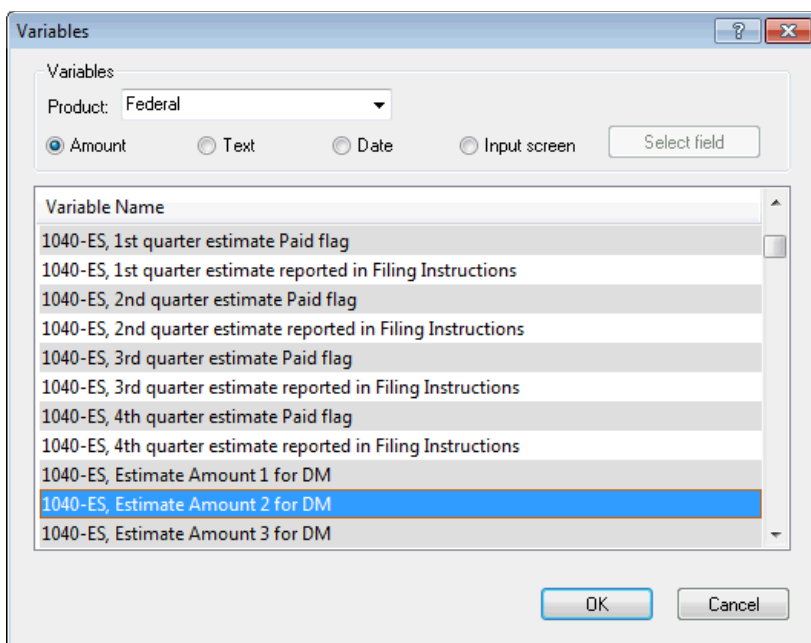 Variables
Variables
Product: Federal
Amount Text Date Input screen Select field
Variable Name
1040-ES, 1st quarter estimate Paid flag
1040-ES, 1st quarter estimate reported in Filing Instructions
1040-ES, 2nd quarter estimate Paid flag
1040-ES, 2nd quarter estimate reported in Filing Instructions
1040-ES, 3rd quarter estimate Paid flag
1040-ES, 3rd quarter estimate reported in Filing Instructions
1040-ES, 4th quarter estimate Paid flag
1040-ES, 4th quarter estimate reported in Filing Instructions
1040-ES, Estimate Amount 1 for DM
1040-ES, Estimate Amount 2 for DM
1040-ES, Estimate Amount 3 for DM
OK Cancel